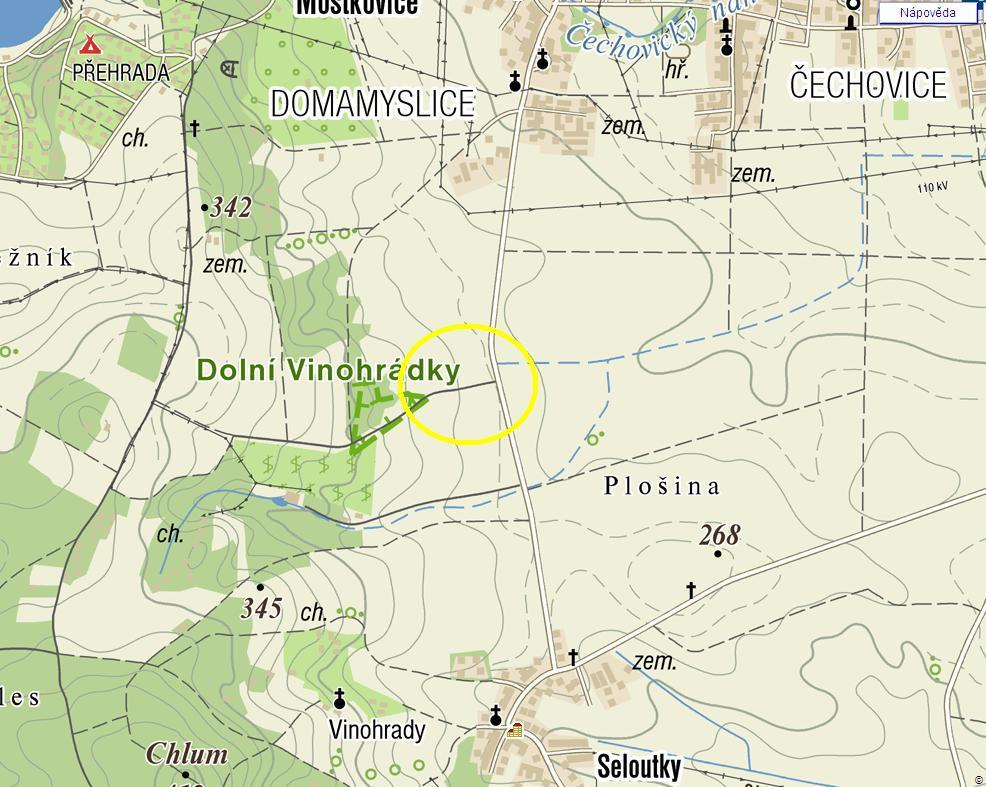 Mostkovice
Nápověda
Čechovický
PŘEHRADA
hř.
ČECHOVICE
DOMAMYSLICE
zem.
ch.
zem.
110 kV
342
zem.
Dolní Vinohrádky
Plošina
ch.
268
345
ch.
zem.
les
Vinohrady
Chlum
Seloutky
©